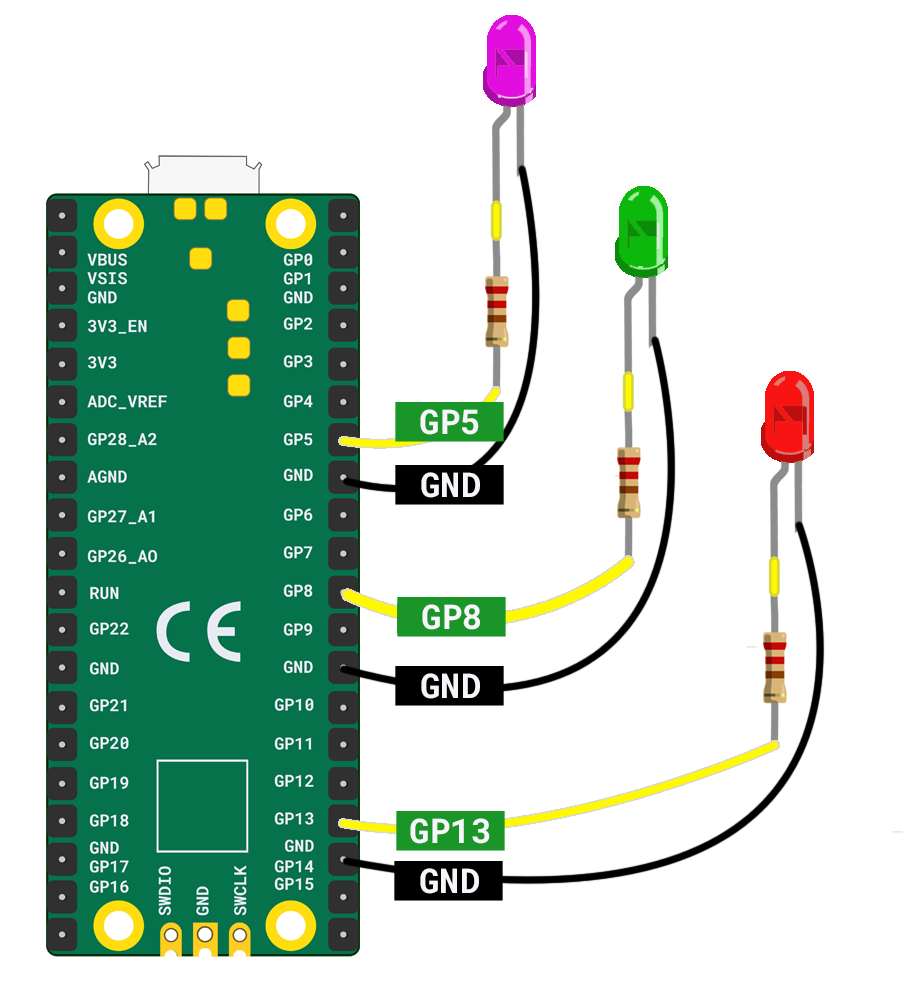 VBUS
VSIS
GND
3V3_EN
3V3
ADC_VREF
GP28_A2
AGND
GP27_A1
GP26_AO
RUN
GP22
GND
GP21
GP20
GP19
GP18
GND
GP17
GP16
GP0
GP1
GND
GP2
GP3
GP4
GP5
GND
GP6
GP7
GP8
GP9
GND
GP10
GP11
GP12
GP13
GND
GP14
GP15
CE
SWDIO
GND
SWCLK
GP5
GND
GP8
GND
GP13
GND